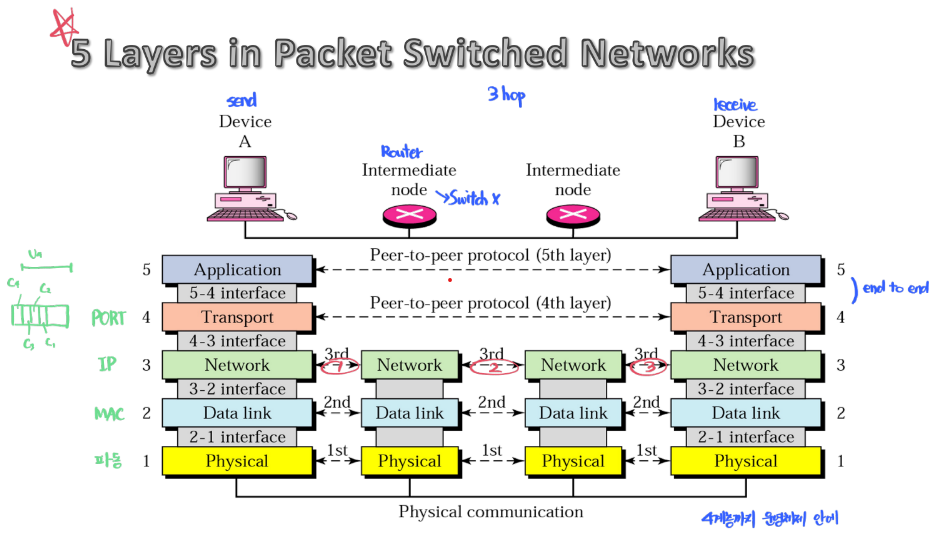 5 Layers in Packet Switched Networks
3 hop
send
Device
A
Router
Intermediate
node
→Switch X
Intermediate
node
receive
Device
B
Peer-to-peer protocol (5th layer)
5 Application Application 5
5-4 interface 5-4 interface
end to end
Peer-to-peer protocol (4th layer)
PORT 4 Transport Transport 4
4-3 interface 4-3 interface
3rd 3rd 3rd
1 2 3
IP 3 Network Network Network Network 3
3-2 interface 3-2 interface
MAC 2 Data link 2nd Data link 2nd Data link 2nd Data link 2
2-1 interface 2-1 interface
파동 1 Physical 1st Physical 1st Physical 1st Physical 1
Physical communication
4계층까지 운영체제 안에